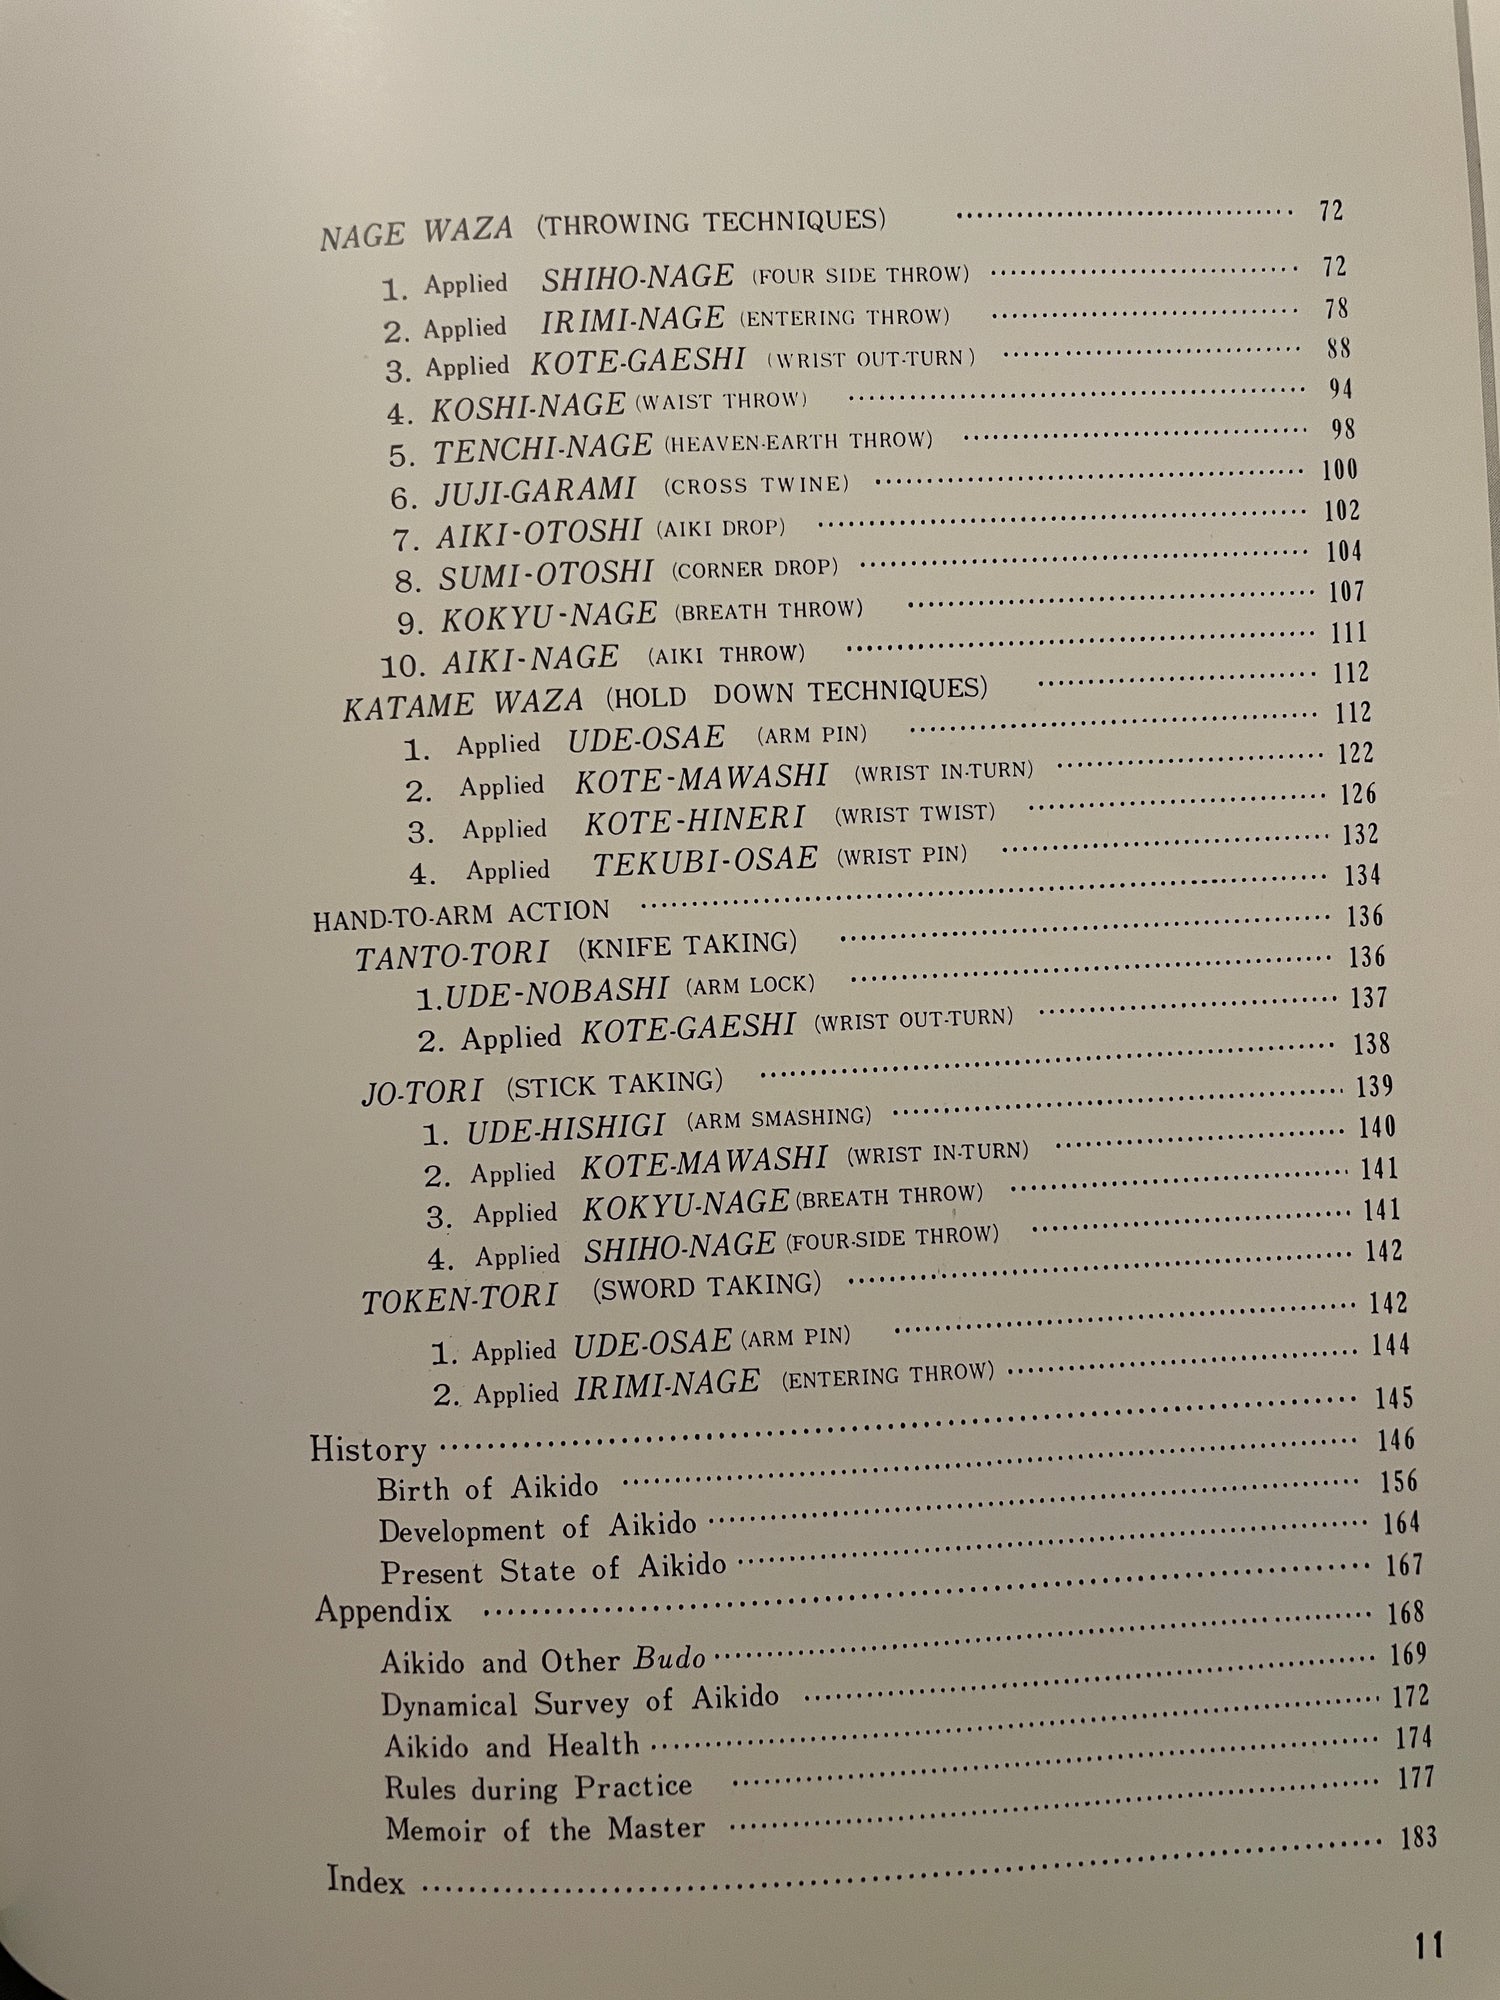 NAGE WAZA (THROWING TECHNIQUES) ································ 72
1. Applied SHIHO-NAGE (FOUR SIDE THROW) ································ 72
2. Applied IRIMI-NAGE (ENTERING THROW) ································ 78
3. Applied KOTE-GAESHI (WRIST OUT-TURN) ································ 88
4. KOSHI-NAGE (WAIST THROW) ································ 94
5. TENCHI-NAGE (HEAVEN-EARTH THROW) ································ 98
6. JUJI-GARAMI (CROSS TWINE) ································ 100
7. AIKI-OTOSHI (AIKI DROP) ································ 102
8. SUMI-OTOSHI (CORNER DROP) ································ 104
9. KOKYU-NAGE (BREATH THROW) ································ 107
10. AIKI-NAGE (AIKI THROW) ································ 111
KATAME WAZA (HOLD DOWN TECHNIQUES) ································ 112
1. Applied UDE-OSAE (ARM PIN) ································ 112
2. Applied KOTE-MAWASHI (WRIST IN-TURN) ································ 122
3. Applied KOTE-HINERI (WRIST TWIST) ································ 126
4. Applied TEKUBI-OSAE (WRIST PIN) ································ 132
HAND-TO-ARM ACTION ································ 134
TANTO-TORI (KNIFE TAKING) ································ 136
1.UDE-NOBASHI (ARM LOCK) ································ 136
2. Applied KOTE-GAESHI (WRIST OUT-TURN) ································ 137
JO-TORI (STICK TAKING) ································ 138
1. UDE-HISHIGI (ARM SMASHING) ································ 139
2. Applied KOTE-MAWASHI (WRIST IN-TURN) ································ 140
3. Applied KOKYU-NAGE (BREATH THROW) ································ 141
4. Applied SHIHO-NAGE (FOUR-SIDE THROW) ································ 141
TOKEN-TORI (SWORD TAKING) ································ 142
1. Applied UDE-OSAE (ARM PIN) ································ 142
2. Applied IRIMI-NAGE (ENTERING THROW) ································ 144
History ································ 145
Birth of Aikido ································ 146
Development of Aikido ································ 156
Present State of Aikido ································ 164
Appendix ································ 167
Aikido and Other Budo ································ 168
Dynamical Survey of Aikido ································ 169
Aikido and Health ································ 172
Rules during Practice ································ 174
Memoir of the Master ································ 177
Index ································ 183
11